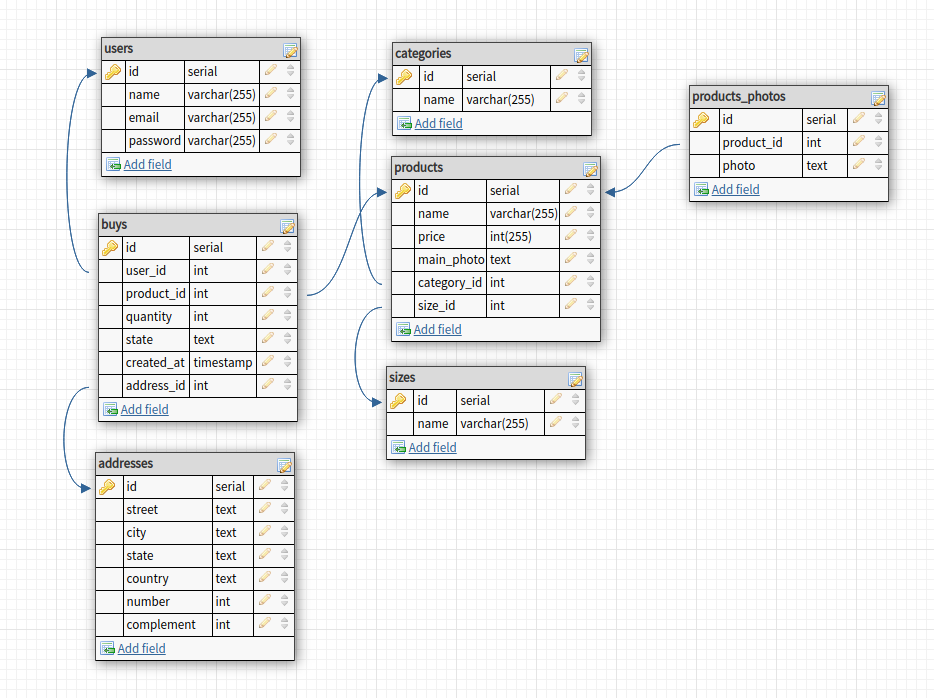 users
id serial
name varchar(255)
email varchar(255)
password varchar(255)
Add field
buys
id serial
user_id int
product_id int
quantity int
state text
created_at timestamp
address_id int
Add field
addresses
id serial
street text
city text
state text
country text
number int
complement int
Add field
categories
id serial
name varchar(255)
Add field
products
id serial
name varchar(255)
price int(255)
main_photo text
category_id int
size_id int
Add field
sizes
id serial
name varchar(255)
Add field
products_photos
id serial
product_id int
photo text
Add field